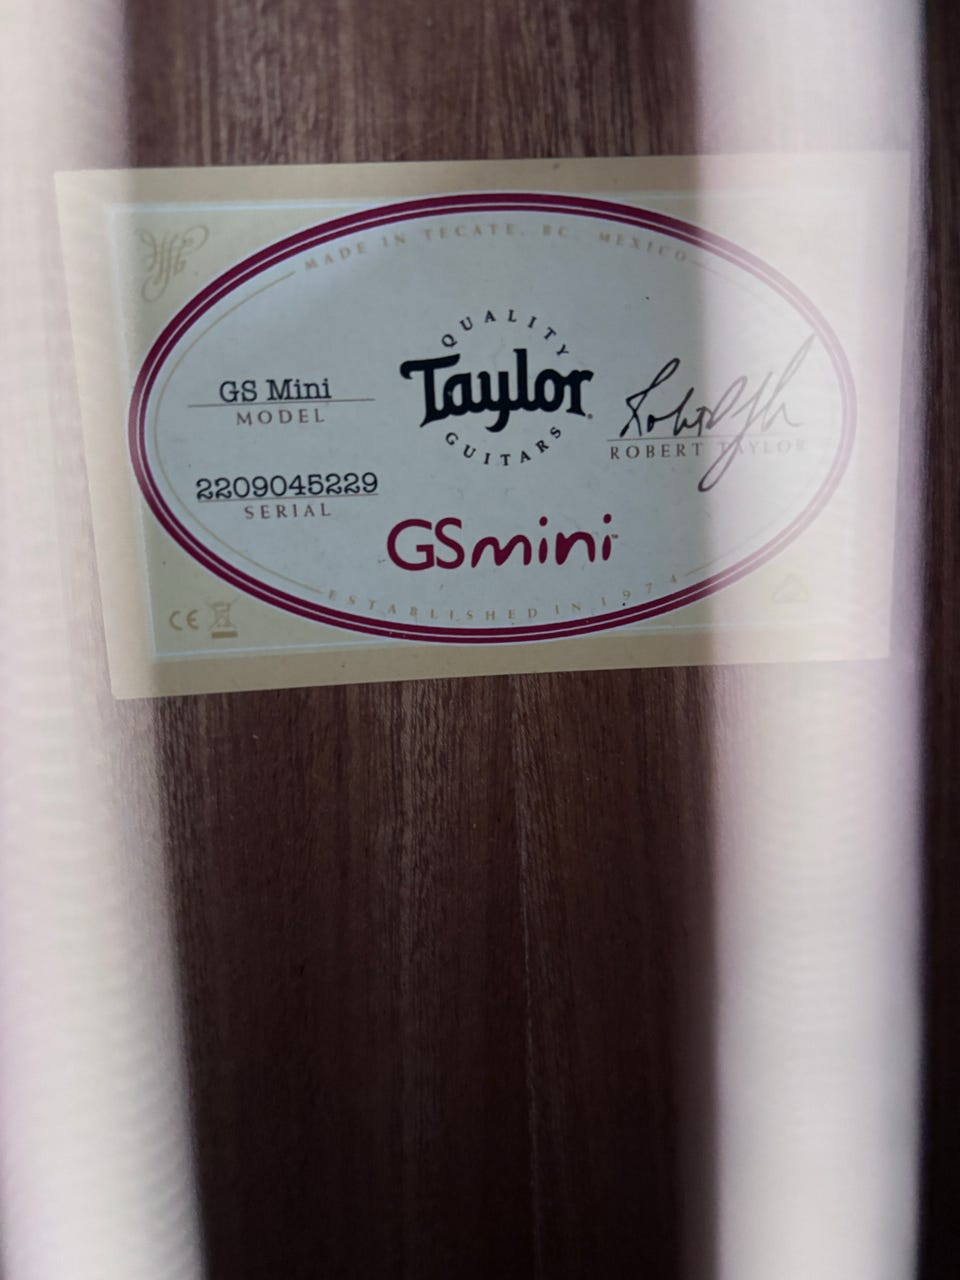 MADE IN TECATE, BC, MEXICO
QUALITY
Taylor
GUITARS
GS Mini
MODEL
2209045229
SERIAL
ROBERT TAYLOR
GSmini™
ESTABLISHED IN 1974
CE